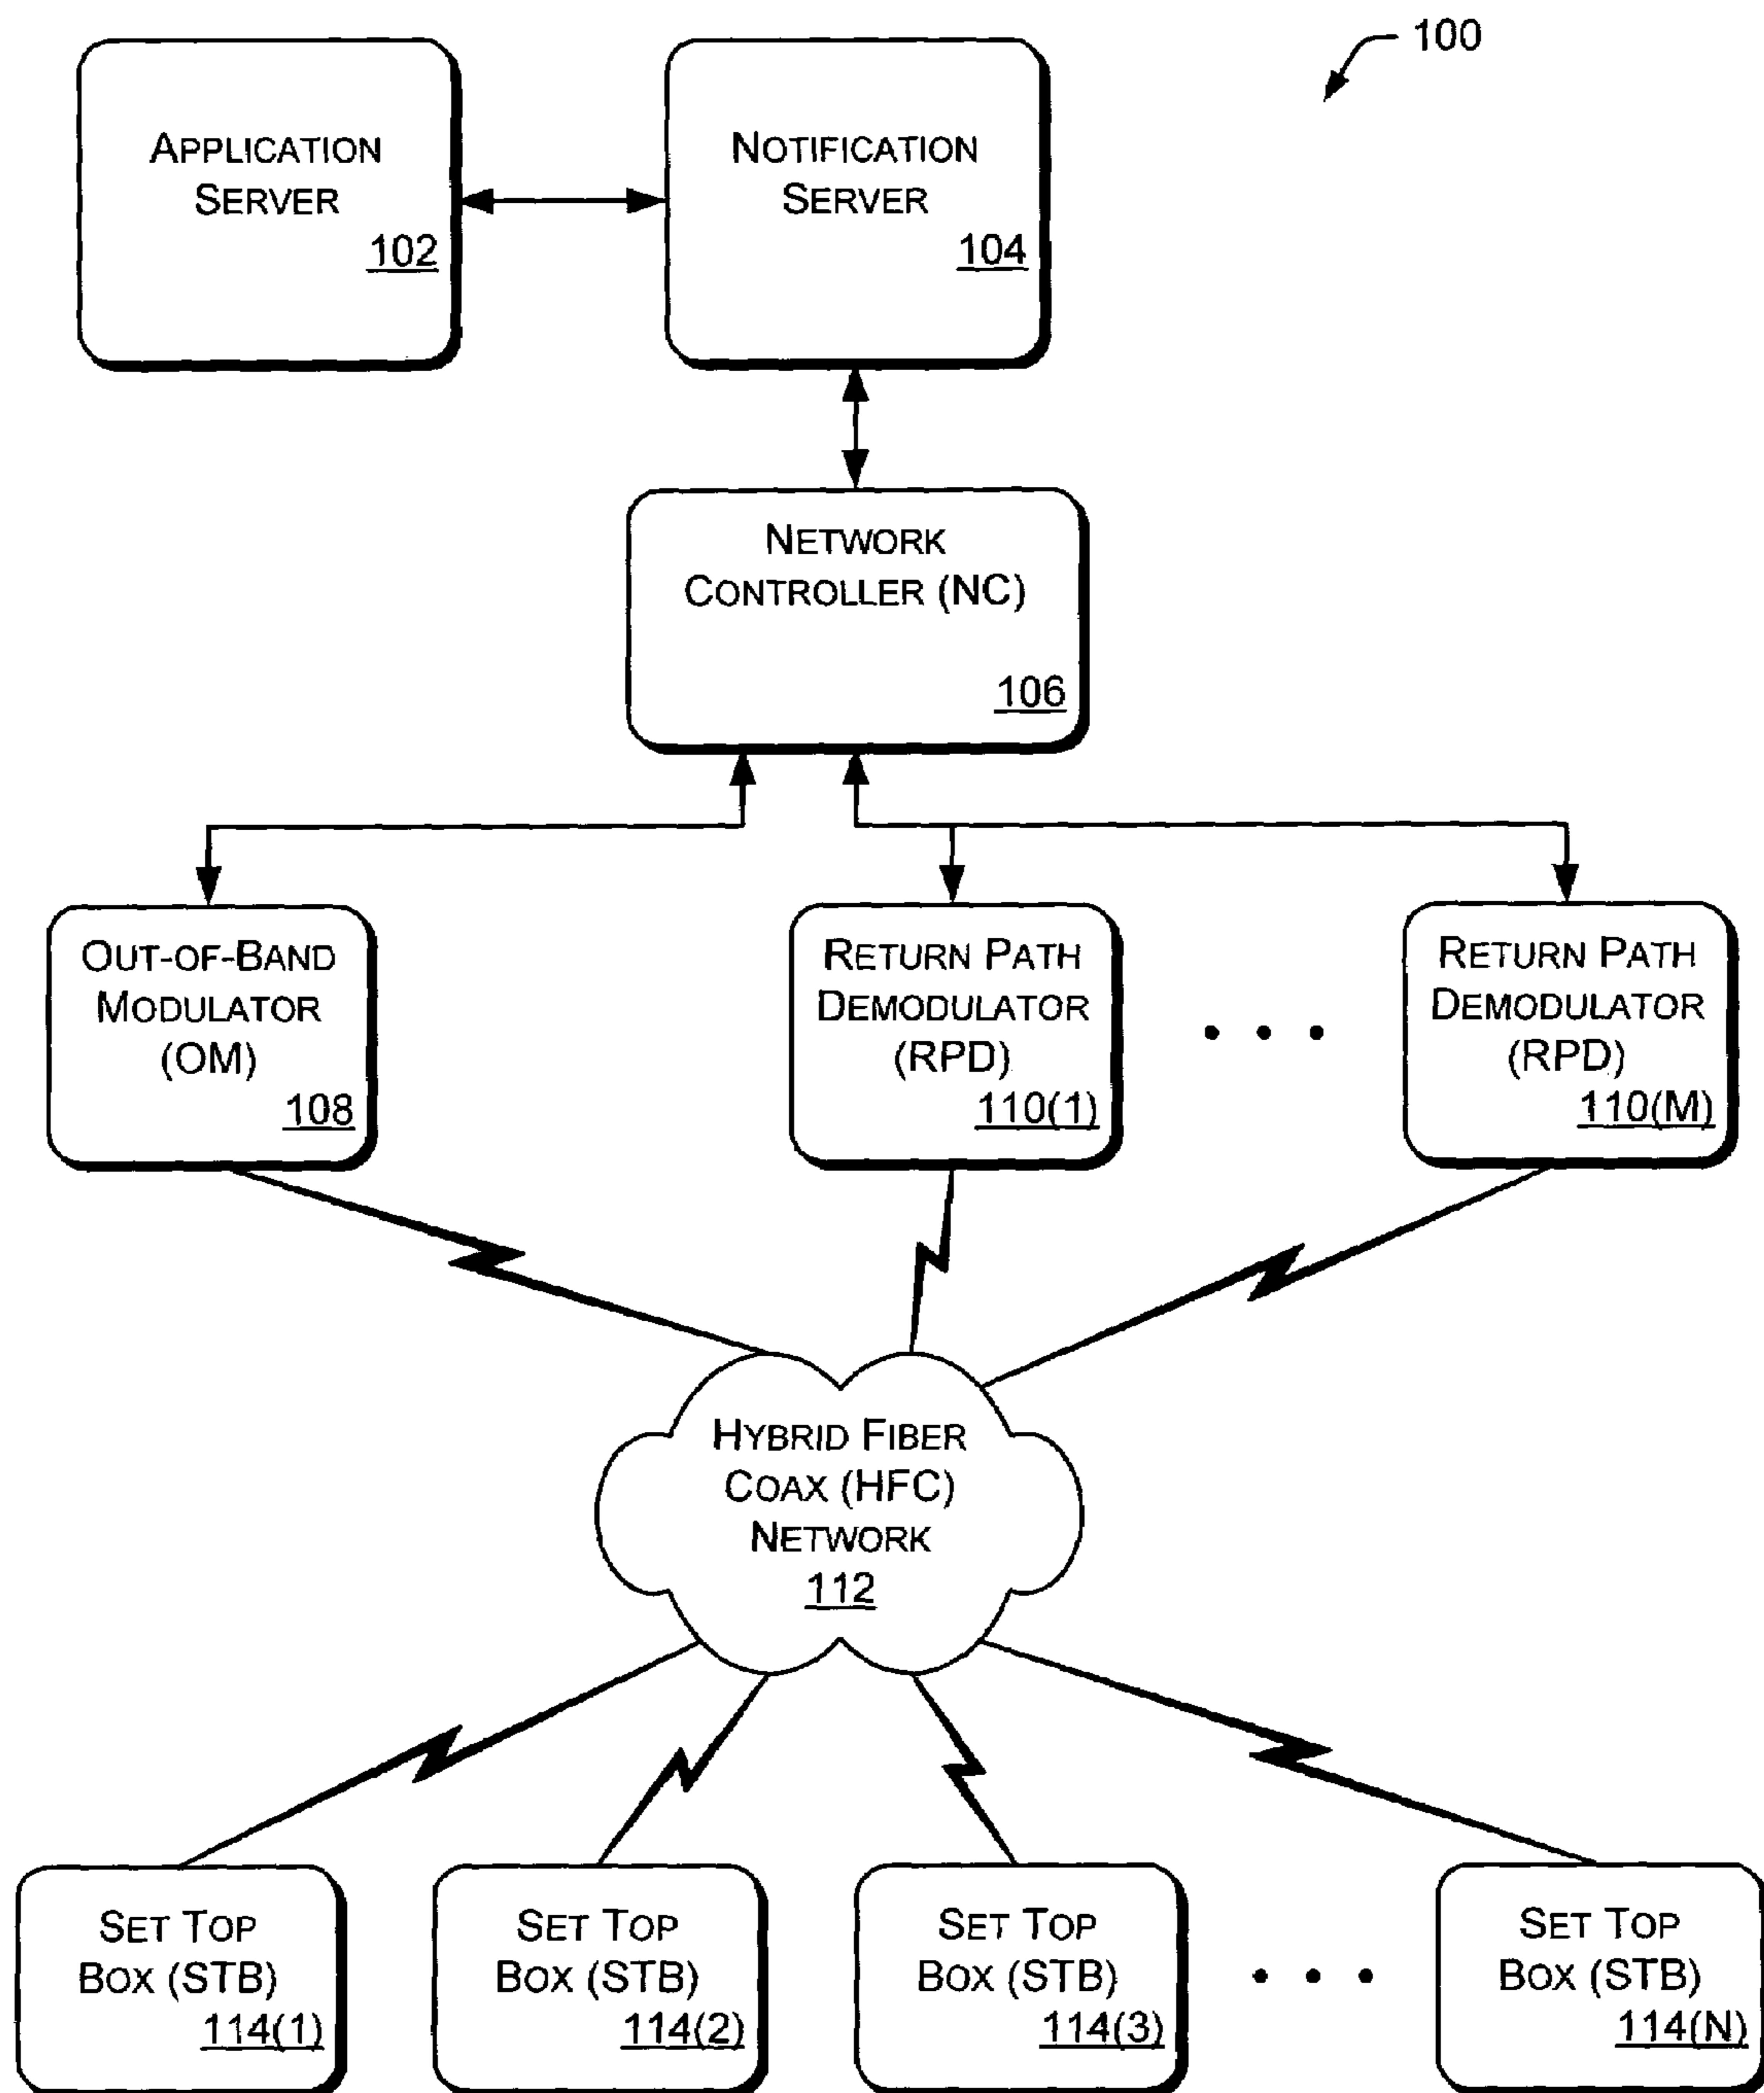 100
APPLICATION
SERVER
102
NOTIFICATION
SERVER
104
NETWORK
CONTROLLER (NC)
106
OUT-OF-BAND
MODULATOR
(OM)
108
RETURN PATH
DEMODULATOR
(RPD)
110(1)
• • •
RETURN PATH
DEMODULATOR
(RPD)
110(M)
HYBRID FIBER
COAX (HFC)
NETWORK
112
SET TOP
BOX (STB)
114(1)
SET TOP
BOX (STB)
114(2)
SET TOP
BOX (STB)
114(3)
• • •
SET TOP
BOX (STB)
114(N)